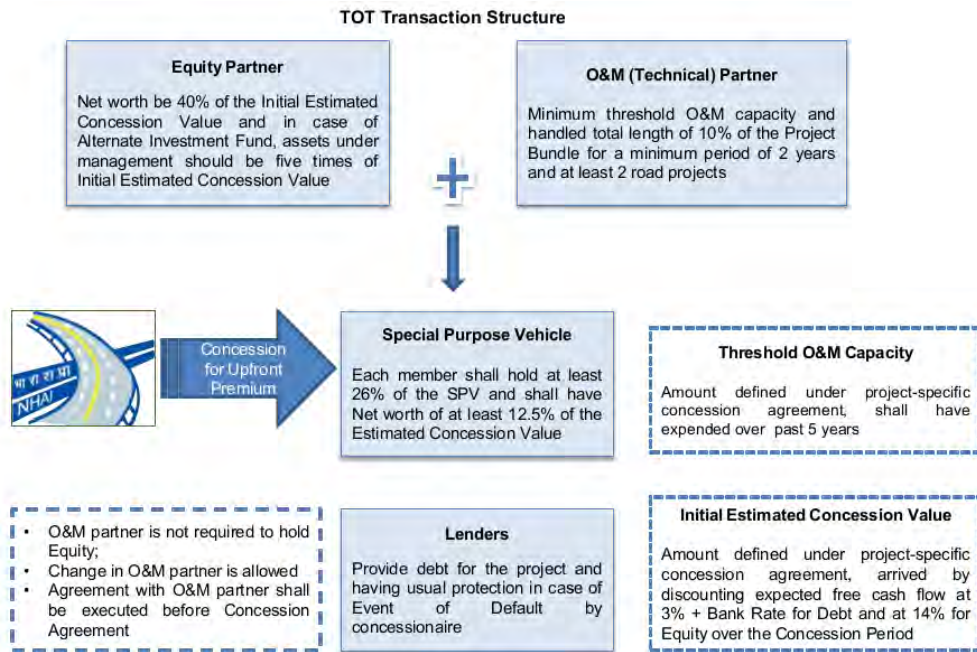 TOT Transaction Structure
Equity Partner
Net worth be 40% of the Initial Estimated
Concession Value and in case of
Alternate Investment Fund, assets under
management should be five times of
Initial Estimated Concession Value
O&M (Technical) Partner
Minimum threshold O&M capacity and
handled total length of 10% of the Project
Bundle for a minimum period of 2 years
and at least 2 road projects
भा रा रा प्रा
NHAI
Concession
for Upfront
Premium
Special Purpose Vehicle
Each member shall hold at least
26% of the SPV and shall have
Net worth of at least 12.5% of the
Estimated Concession Value
Threshold O&M Capacity
Amount defined under project-specific
concession agreement, shall have
expended over past 5 years
• O&M partner is not required to hold
Equity;
• Change in O&M partner is allowed
• Agreement with O&M partner shall
be executed before Concession
Agreement
Lenders
Provide debt for the project and
having usual protection in case of
Event of Default by
concessionaire
Initial Estimated Concession Value
Amount defined under project-specific
concession agreement, arrived by
discounting expected free cash flow at
3% + Bank Rate for Debt and at 14% for
Equity over the Concession Period